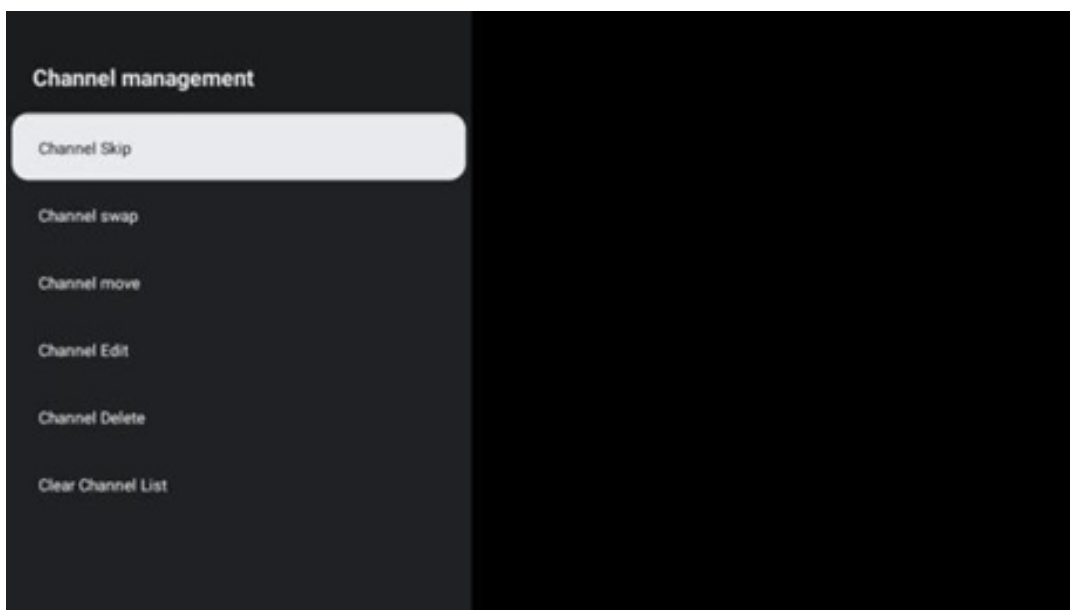 Channel management
Channel Skip
Channel swap
Channel move
Channel Edit
Channel Delete
Clear Channel List